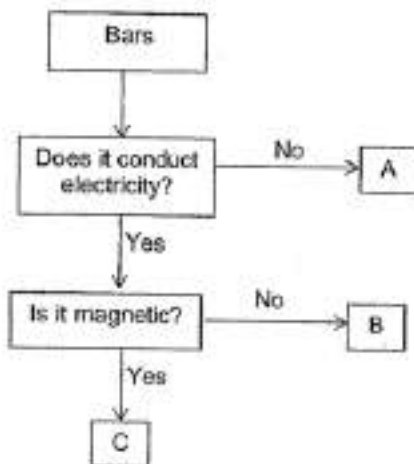 Bars
Does it conduct
electricity?
No
A
Yes
Is it magnetic?
No
B
Yes
C